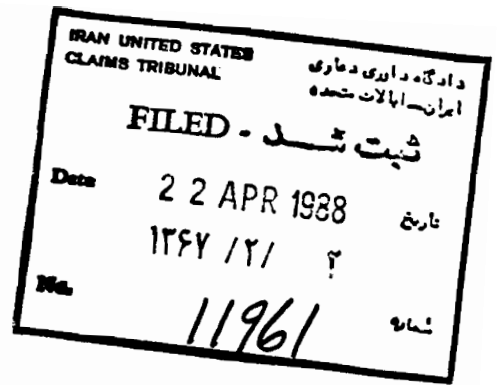 IRAN UNITED STATES
CLAIMS TRIBUNAL
دادگاه داوری دعاوی
ایران-ایالات متحده
FILED - ثبت شد
Date 2 2 APR 1988 تاریخ
۱۳۶۷ /۲/ ۲
No. 11961 شماره